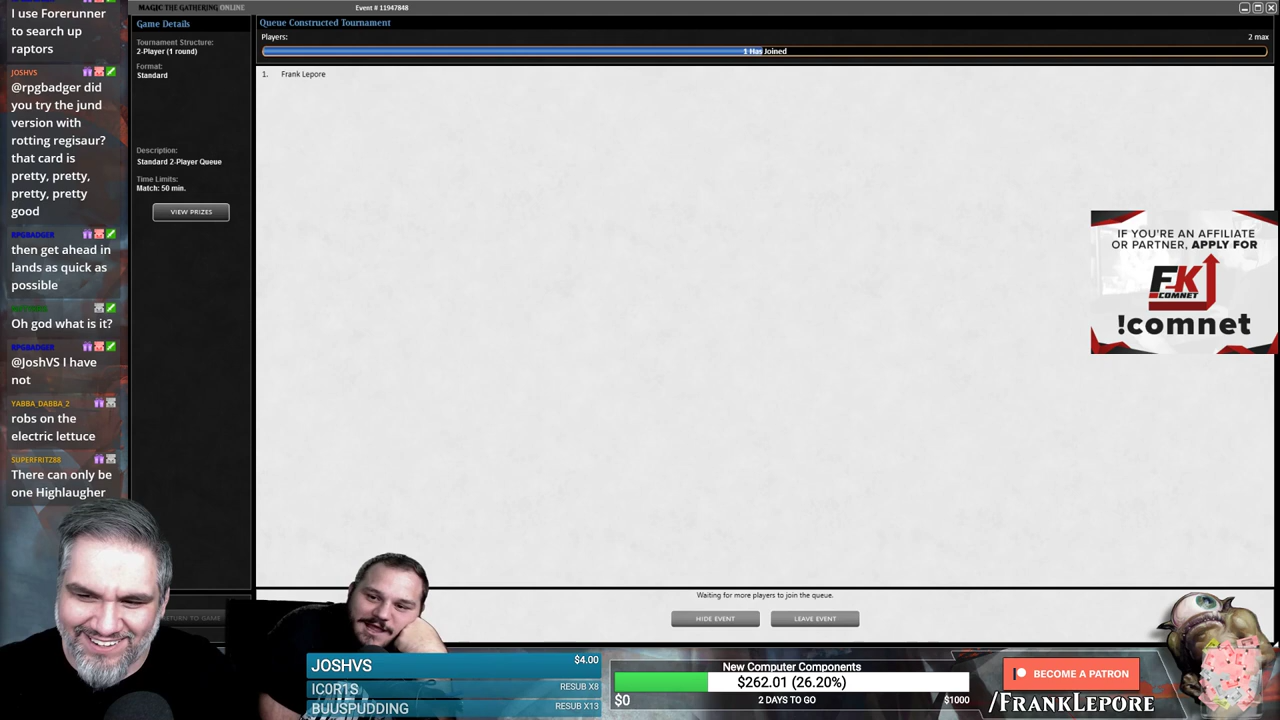 I use Forerunner
to search up
raptors
JOSHVS
@rpgbadger did
you try the jund
version with
rotting regisaur?
that card is
pretty, pretty,
pretty, pretty
good
RPGBADGER
then get ahead in
lands as quick as
possible
Oh god what is it?
RPGBADGER
@JoshVS I have
not
YABBA_DABBA_2
robs on the
electric lettuce
SUPERFRITZ88
There can only be
one Highlaugher
MAGIC THE GATHERING ONLINE
Event # 11947848
Game Details
Tournament Structure:
2-Player (1 round)
Format:
Standard
Description:
Standard 2-Player Queue
Time Limits:
Match: 50 min.
VIEW PRIZES
RETURN TO GAME
Queue Constructed Tournament
Players:
2 max
1 Has Joined
1. Frank Lepore
IF YOU'RE AN AFFILIATE
OR PARTNER, APPLY FOR
FK
COMNET
!comnet
Waiting for more players to join the queue.
HIDE EVENT
LEAVE EVENT
JOSHVS $4.00
IC0R1S RESUB X8
BUUSPUDDING RESUB X13
New Computer Components
$262.01 (26.20%)
$0 2 DAYS TO GO $1000
BECOME A PATRON
/FRANKLEPORE